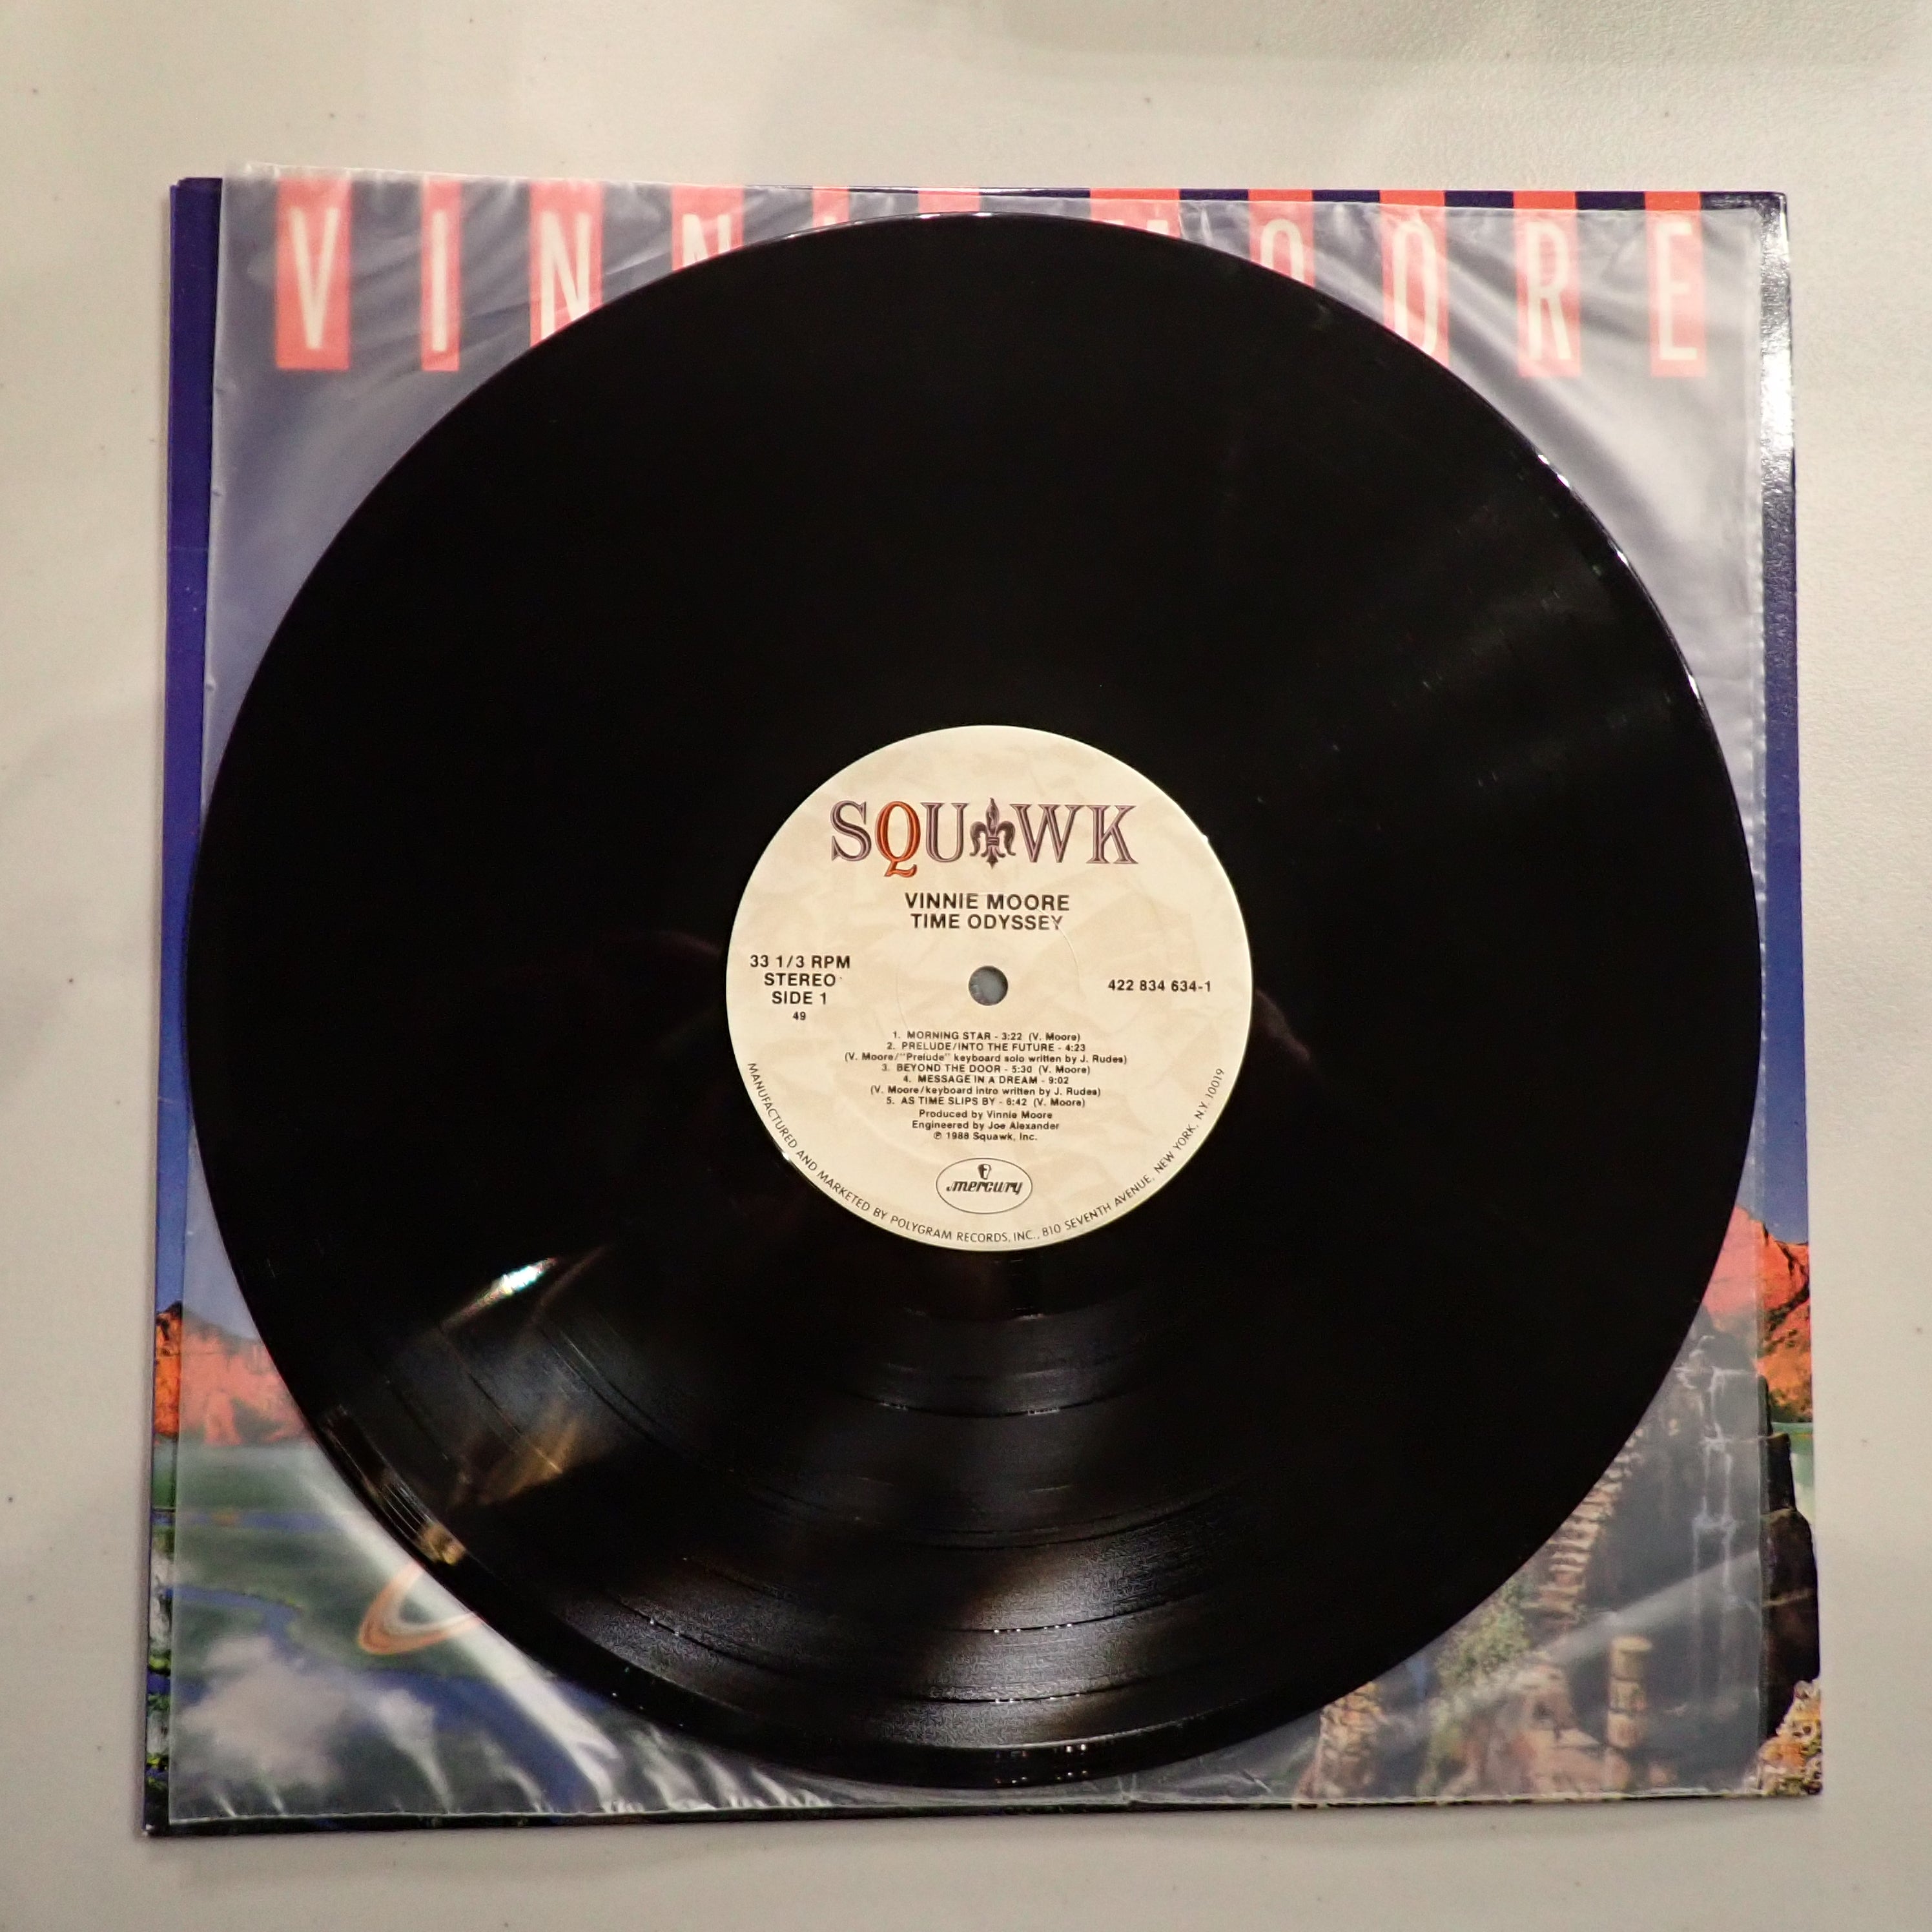 VINN
OORE
SQUAWK
VINNIE MOORE
TIME ODYSSEY
33 1/3 RPM
STEREO
SIDE 1
49
422 834 634-1
1. MORNING STAR - 3:22 (V. Moore)
2. PRELUDE/INTO THE FUTURE - 4:23
(V. Moore/"Prelude" keyboard solo written by J. Rudes)
3. BEYOND THE DOOR - 5:30 (V. Moore)
4. MESSAGE IN A DREAM - 9:02
(V. Moore/keyboard intro written by J. Rudes)
5. AS TIME SLIPS BY - 6:42 (V. Moore)
Produced by Vinnie Moore
Engineered by Joe Alexander
℗ 1988 Squawk, Inc.
mercury
MANUFACTURED AND MARKETED BY POLYGRAM RECORDS, INC., 810 SEVENTH AVENUE, NEW YORK, N.Y. 10019